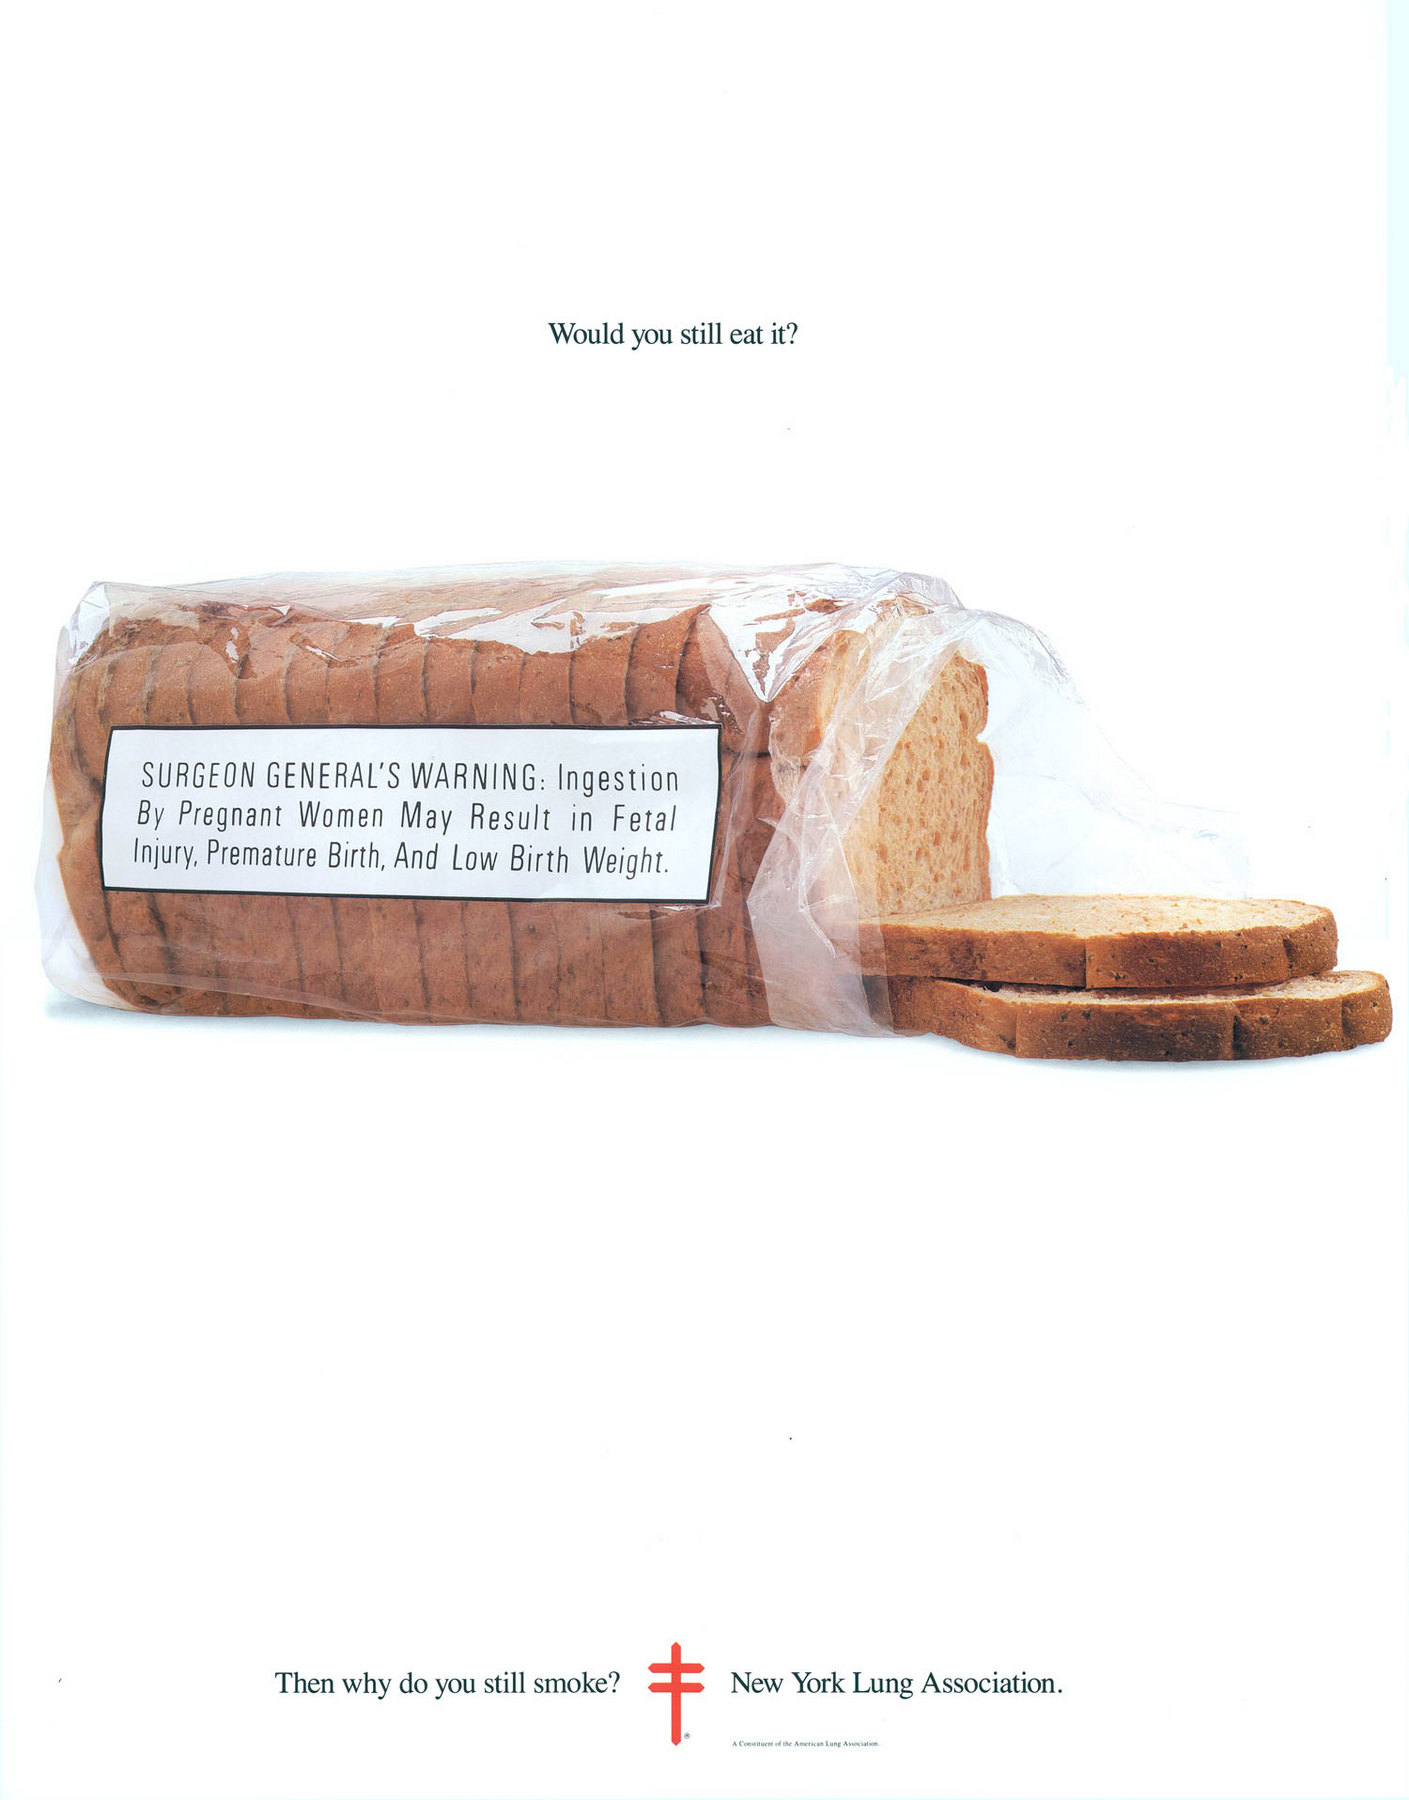 Would you still eat it?
SURGEON GENERAL'S WARNING: Ingestion
By Pregnant Women May Result in Fetal
Injury, Premature Birth, And Low Birth Weight.
Then why do you still smoke?
New York Lung Association.
®
A Constituent of the American Lung Association.